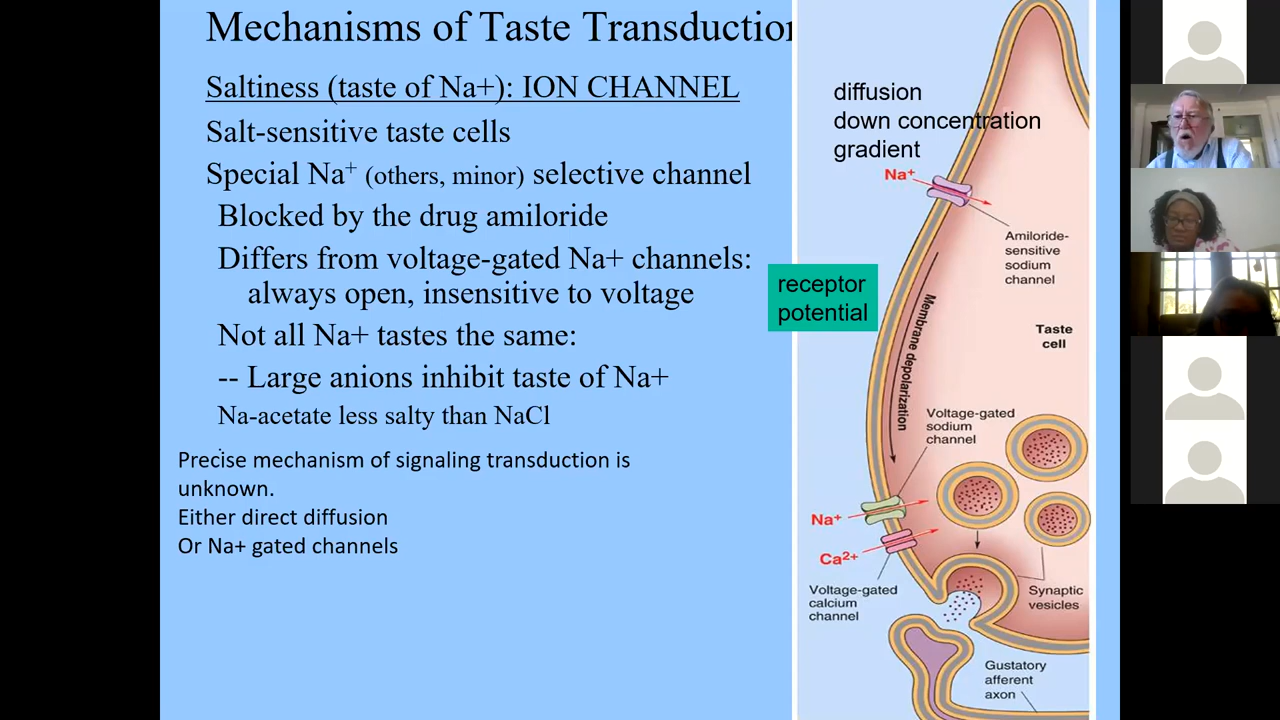 Mechanisms of Taste Transduction
Saltiness (taste of Na+): ION CHANNEL
Salt-sensitive taste cells
Special Na⁺ (others, minor) selective channel
Blocked by the drug amiloride
Differs from voltage-gated Na+ channels:
always open, insensitive to voltage
Not all Na+ tastes the same:
-- Large anions inhibit taste of Na+
Na-acetate less salty than NaCl
Precise mechanism of signaling transduction is
unknown.
Either direct diffusion
Or Na+ gated channels
diffusion
down concentration
gradient
Na⁺
Amiloride-
sensitive
sodium
channel
receptor
potential
Membrane depolarization
Taste
cell
Voltage-gated
sodium
channel
Na⁺
Ca²⁺
Voltage-gated
calcium
channel
Synaptic
vesicles
Gustatory
afferent
axon